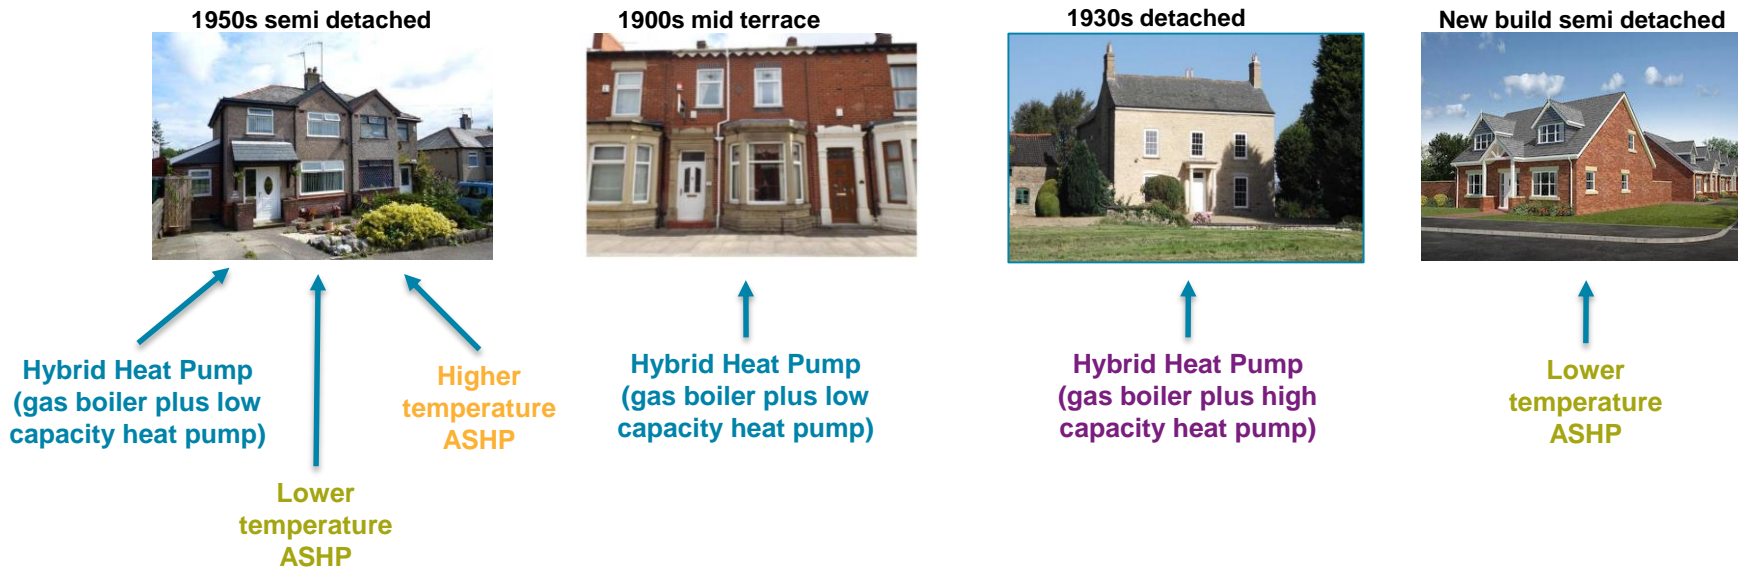 1950s semi detached
1900s mid terrace
1930s detached
New build semi detached
Hybrid Heat Pump
(gas boiler plus low
capacity heat pump)
Lower
temperature
ASHP
Higher
temperature
ASHP
Hybrid Heat Pump
(gas boiler plus low
capacity heat pump)
Hybrid Heat Pump
(gas boiler plus high
capacity heat pump)
Lower
temperature
ASHP